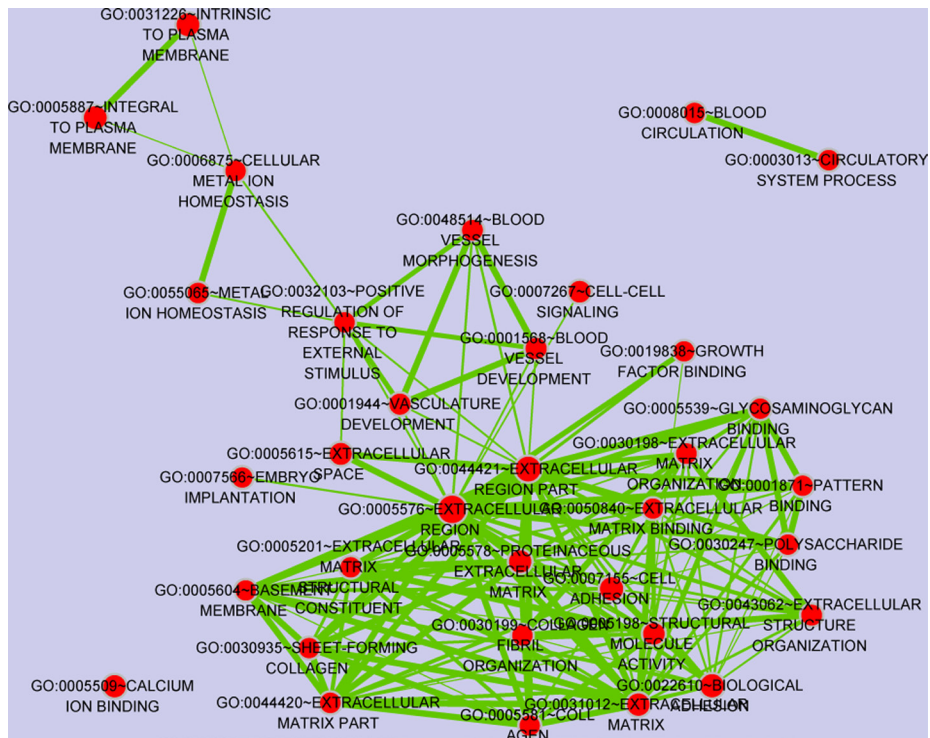 GO:0031226~INTRINSIC
TO PLASMA
MEMBRANE
GO:0005887~INTEGRAL
TO PLASMA
MEMBRANE
GO:0008015~BLOOD
CIRCULATION
GO:0003013~CIRCULATORY
SYSTEM PROCESS
GO:0006875~CELLULAR
METAL ION
HOMEOSTASIS
GO:0048514~BLOOD
VESSEL
MORPHOGENESIS
GO:0055065~METAL
ION HOMEOSTASIS
GO:0032103~POSITIVE
REGULATION OF
RESPONSE TO
EXTERNAL
STIMULUS
GO:0007267~CELL-CELL
SIGNALING
GO:0001568~BLOOD
VESSEL
DEVELOPMENT
GO:0019838~GROWTH
FACTOR BINDING
GO:0001944~VASCULATURE
DEVELOPMENT
GO:0005539~GLYCOSAMINOGLYCAN
BINDING
GO:0030198~EXTRACELLULAR
MATRIX
ORGANIZATION
GO:0005615~EXTRACELLULAR
SPACE
GO:0044421~EXTRACELLULAR
REGION PART
GO:0007566~EMBRYO
IMPLANTATION
GO:0001871~PATTERN
BINDING
GO:0005576~EXTRACELLULAR
REGION
GO:0050840~EXTRACELLULAR
MATRIX BINDING
GO:0030247~POLYSACCHARIDE
BINDING
GO:0005201~EXTRACELLULAR
MATRIX
STRUCTURAL
CONSTITUENT
GO:0005578~PROTEINACEOUS
EXTRACELLULAR
MATRIX
GO:0007155~CELL
ADHESION
GO:0005604~BASEMENT
MEMBRANE
GO:0043062~EXTRACELLULAR
STRUCTURE
ORGANIZATION
GO:0030199~COLLAGEN
FIBRIL
ORGANIZATION
GO:0005198~STRUCTURAL
MOLECULE
ACTIVITY
GO:0030935~SHEET-FORMING
COLLAGEN
GO:0005509~CALCIUM
ION BINDING
GO:0022610~BIOLOGICAL
ADHESION
GO:0044420~EXTRACELLULAR
MATRIX PART
GO:0031012~EXTRACELLULAR
MATRIX
GO:0005581~COLL
AGEN